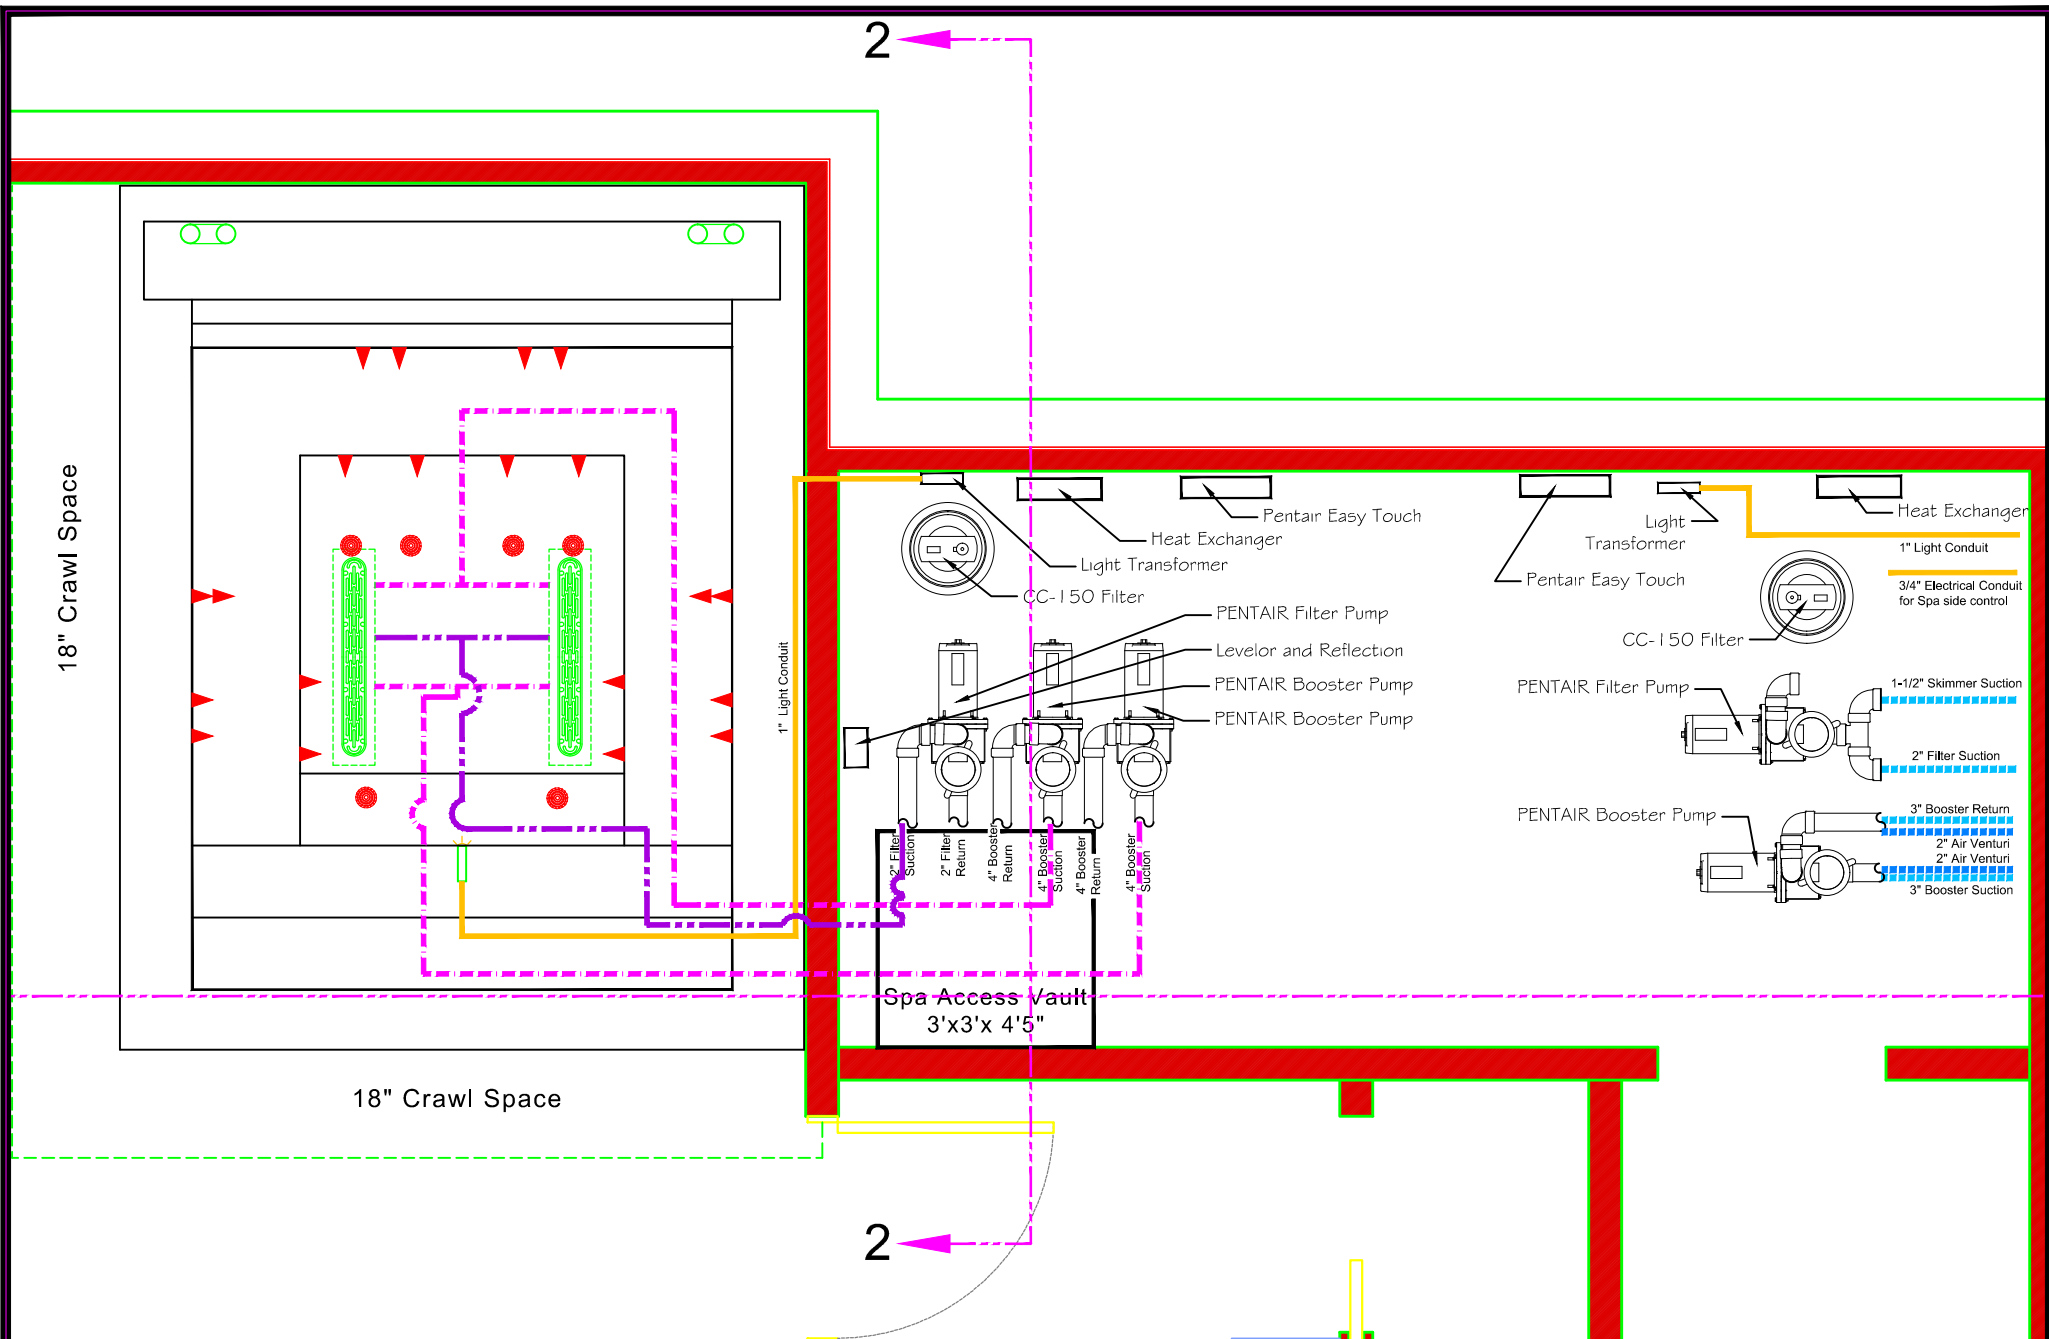 2
18" Crawl Space
18" Crawl Space
1" Light Conduit
Pentair Easy Touch
Heat Exchanger
Light Transformer
CC-150 Filter
PENTAIR Filter Pump
Levelor and Reflection
PENTAIR Booster Pump
PENTAIR Booster Pump
2" Filter
Suction
2" Filter
Return
4" Booster
Return
4" Booster
Suction
4" Booster
Return
4" Booster
Suction
Spa Access Vault
3'x3'x 4'5"
Light
Transformer
Pentair Easy Touch
Heat Exchanger
1" Light Conduit
3/4" Electrical Conduit
for Spa side control
CC-150 Filter
PENTAIR Filter Pump
1-1/2" Skimmer Suction
2" Filter Suction
PENTAIR Booster Pump
3" Booster Return
2" Air Venturi
2" Air Venturi
3" Booster Suction
2